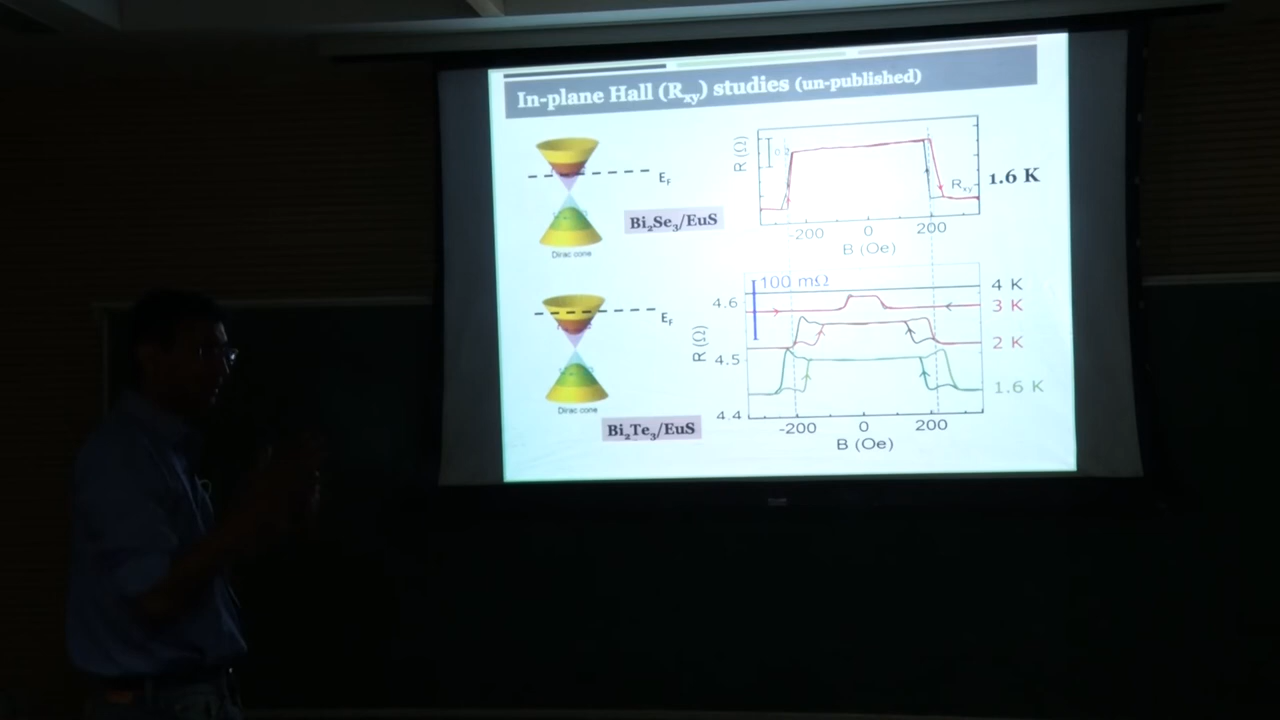 In-plane Hall (Rxy) studies (un-published)
EF
Bi2Se3/EuS
Dirac cone
R (Ω)
Rxy
1.6 K
-200 0 200
B (Oe)
EF
Dirac cone
Bi2Te3/EuS
100 mΩ
R (Ω)
4.6
4.5
4.4
4 K
3 K
2 K
1.6 K
-200 0 200
B (Oe)